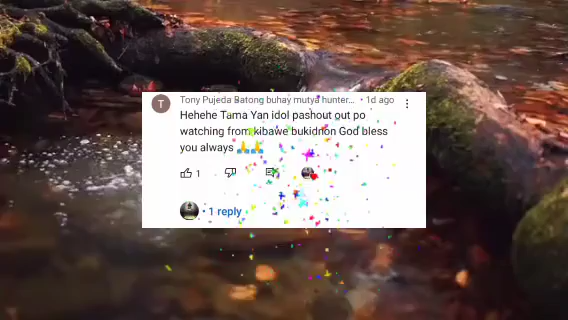 T
Tony Pujeda Batong buhay mutya hunter... • 1d ago
Hehehe Tama Yan idol pashout out po
watching from kibawe bukidnon God bless
you always 🙏🙏
1
• 1 reply